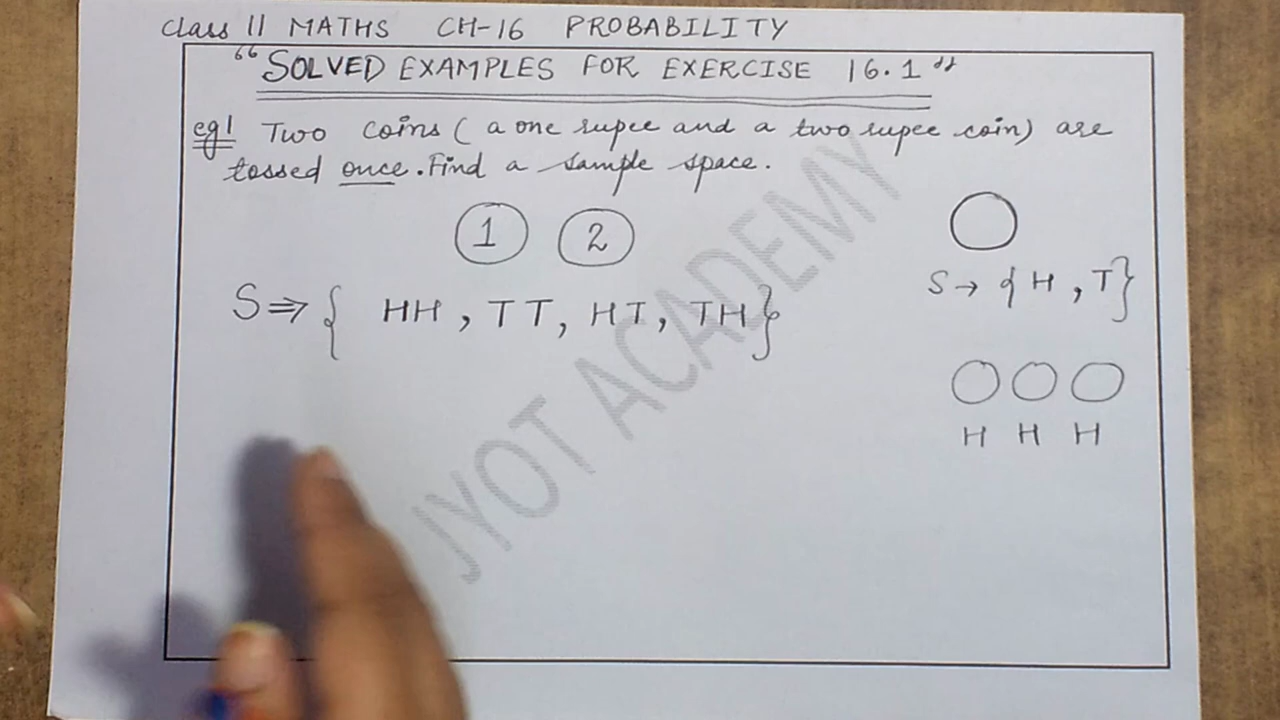 Class 11 MATHS CH-16 PROBABILITY
"SOLVED EXAMPLES FOR EXERCISE 16.1"
eg1 Two coins ( a one rupee and a two rupee coin) are
tossed once. Find a sample space.
1 2
S ⇒ { HH , TT, HT, TH}
S → { H , T}
H H H
JYOT ACADEMY